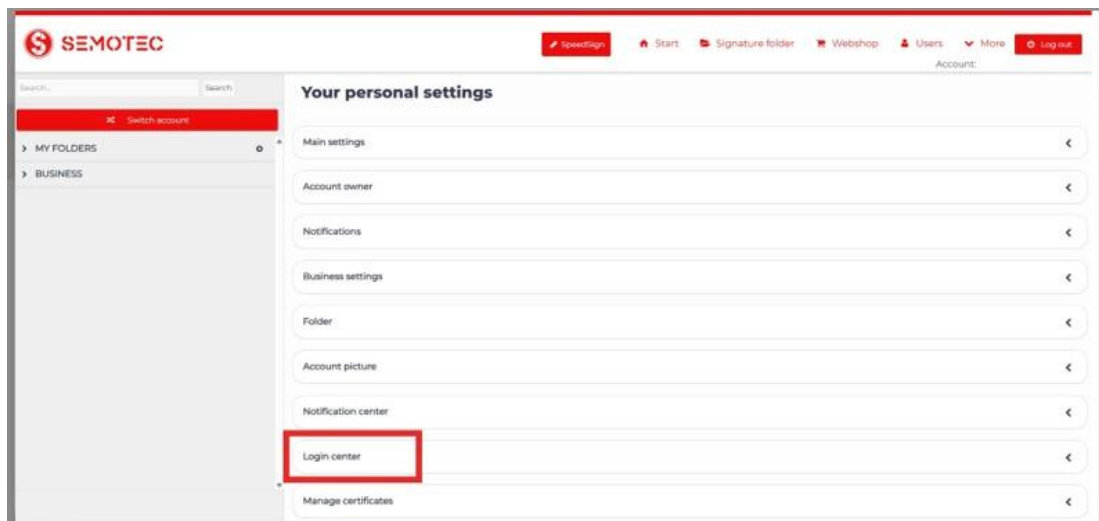 SEMOTEC
SpeedSign Start Signature folder Webshop Users More Log out
Account:
Search... Search
Switch account
MY FOLDERS
BUSINESS
Your personal settings
Main settings
Account owner
Notifications
Business settings
Folder
Account picture
Notification center
Login center
Manage certificates